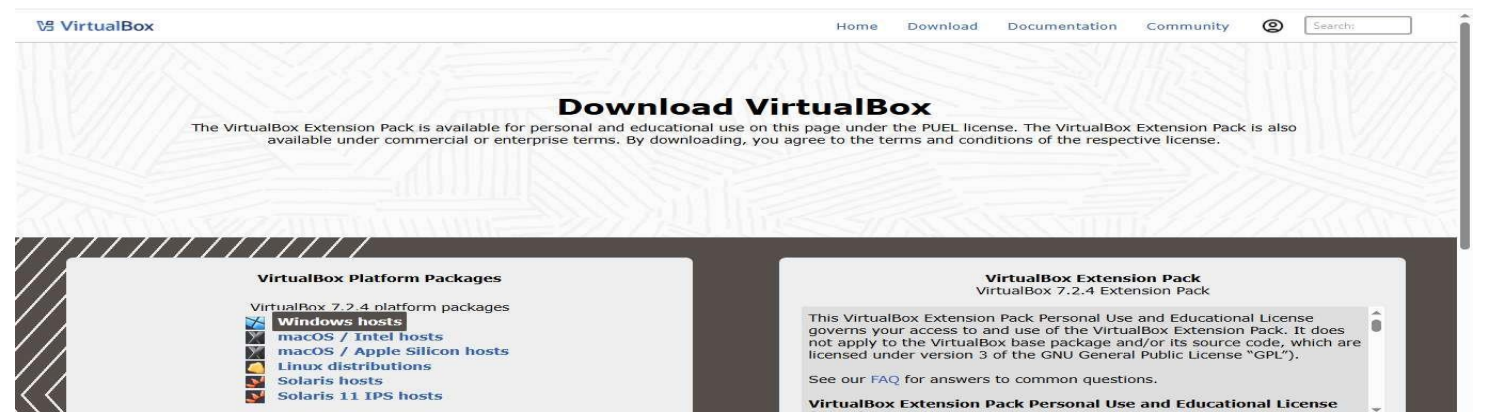 VirtualBox
Home Download Documentation Community Search:
Download VirtualBox
The VirtualBox Extension Pack is available for personal and educational use on this page under the PUEL license. The VirtualBox Extension Pack is also
available under commercial or enterprise terms. By downloading, you agree to the terms and conditions of the respective license.
VirtualBox Platform Packages
VirtualBox 7.2.4 platform packages
Windows hosts
macOS / Intel hosts
macOS / Apple Silicon hosts
Linux distributions
Solaris hosts
Solaris 11 IPS hosts
VirtualBox Extension Pack
VirtualBox 7.2.4 Extension Pack
This VirtualBox Extension Pack Personal Use and Educational License
governs your access to and use of the VirtualBox Extension Pack. It does
not apply to the VirtualBox base package and/or its source code, which are
licensed under version 3 of the GNU General Public License “GPL”).
See our FAQ for answers to common questions.
VirtualBox Extension Pack Personal Use and Educational License